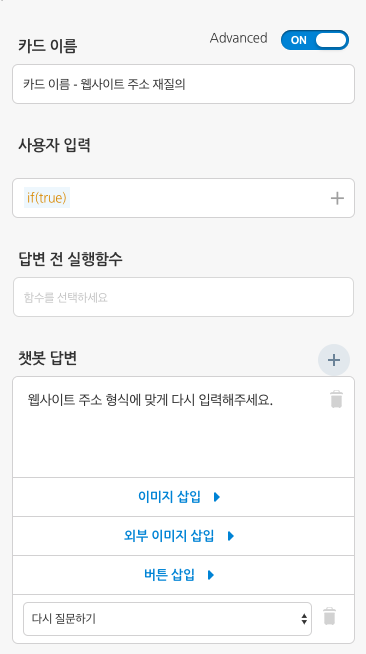 카드 이름
Advanced
ON
카드 이름 - 웹사이트 주소 재질의
사용자 입력
if(true)
답변 전 실행함수
함수를 선택하세요
챗봇 답변
웹사이트 주소 형식에 맞게 다시 입력해주세요.
이미지 삽입
외부 이미지 삽입
버튼 삽입
다시 질문하기